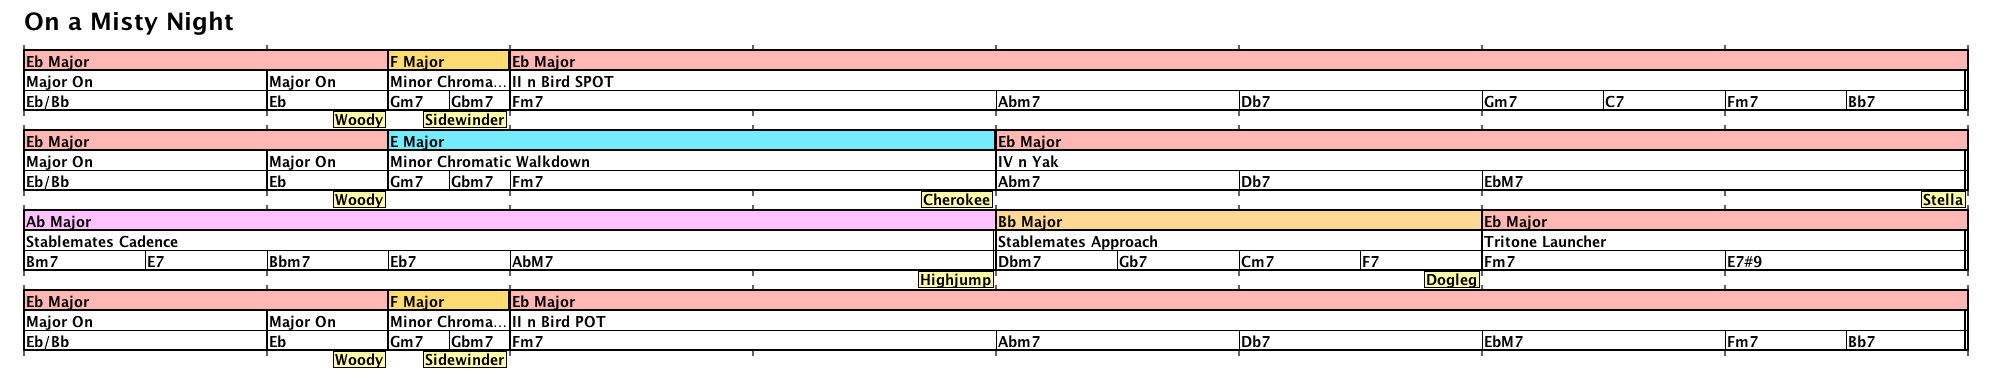 On a Misty Night
Eb Major F Major Eb Major
Major On Major On Minor Chroma... II n Bird SPOT
Eb/Bb Eb Gm7 Gbm7 Fm7 Abm7 Db7 Gm7 C7 Fm7 Bb7
Woody Sidewinder
Eb Major E Major Eb Major
Major On Major On Minor Chromatic Walkdown IV n Yak
Eb/Bb Eb Gm7 Gbm7 Fm7 Abm7 Db7 EbM7
Woody Cherokee Stella
Ab Major Bb Major Eb Major
Stablemates Cadence Stablemates Approach Tritone Launcher
Bm7 E7 Bbm7 Eb7 AbM7 Dbm7 Gb7 Cm7 F7 Fm7 E7#9
Highjump Dogleg
Eb Major F Major Eb Major
Major On Major On Minor Chroma... II n Bird POT
Eb/Bb Eb Gm7 Gbm7 Fm7 Abm7 Db7 EbM7 Fm7 Bb7
Woody Sidewinder